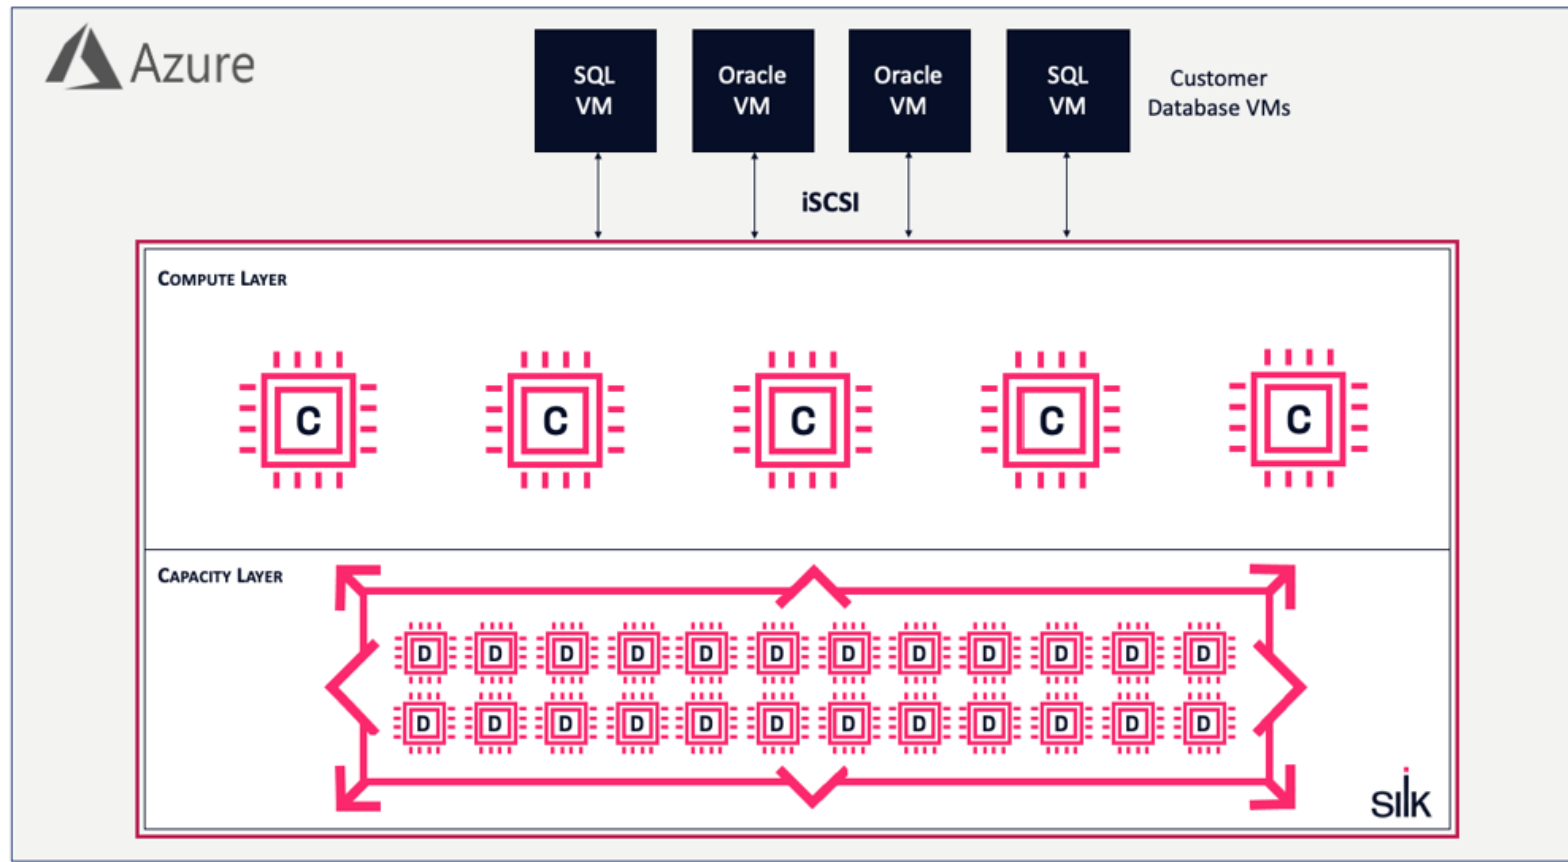 Azure
SQL
VM
Oracle
VM
Oracle
VM
SQL
VM
Customer
Database VMs
iSCSI
COMPUTE LAYER
C C C C C
CAPACITY LAYER
D D D D D D D D D D D D
D D D D D D D D D D D D
SILK